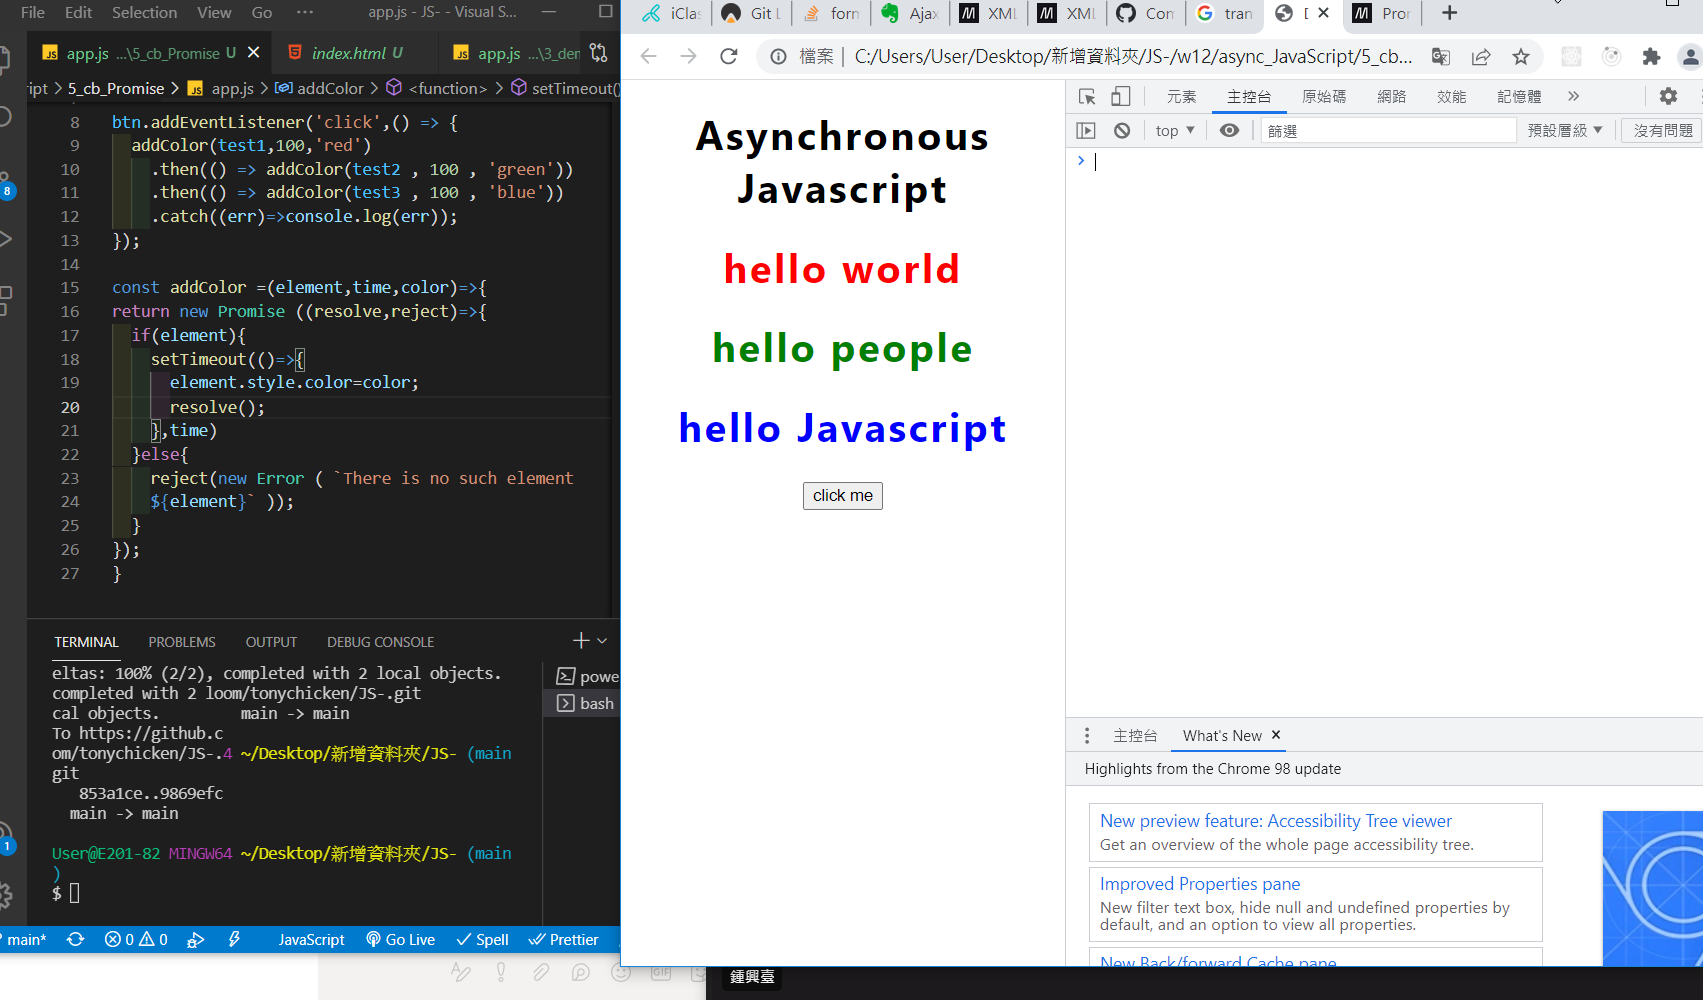 File Edit Selection View Go ··· app.js - JS- - Visual S...
app.js ...\5_cb_Promise U index.html U app.js ...\3_den
ript > 5_cb_Promise > app.js > addColor > <function> > setTimeout()
8 btn.addEventListener('click',() => {
9 addColor(test1,100,'red')
10 .then(() => addColor(test2 , 100 , 'green'))
11 .then(() => addColor(test3 , 100 , 'blue'))
12 .catch((err)=>console.log(err));
13 });
14
15 const addColor =(element,time,color)=>{
16 return new Promise ((resolve,reject)=>{
17 if(element){
18 setTimeout(()=>{
19 element.style.color=color;
20 resolve();
21 },time)
22 }else{
23 reject(new Error ( `There is no such element
24 ${element}` ));
25 }
26 });
27 }
TERMINAL PROBLEMS OUTPUT DEBUG CONSOLE
eltas: 100% (2/2), completed with 2 local objects.
completed with 2 loom/tonychicken/JS-.git
cal objects. main -> main
To https://github.c
om/tonychicken/JS-.4 ~/Desktop/新增資料夾/JS- (main
git
853a1ce..9869efc
main -> main
User@E201-82 MINGW64 ~/Desktop/新增資料夾/JS- (main
)
$
powe
bash
8
1
main* 0 0 JavaScript Go Live Spell Prettier
iClas Git L forn Ajax XML XML Con tran Pror
檔案 | C:/Users/User/Desktop/新增資料夾/JS-/w12/async_JavaScript/5_cb...
Asynchronous
Javascript
hello world
hello people
hello Javascript
click me
元素 主控台 原始碼 網路 效能 記憶體 »
top ▼ 篩選 預設層級 ▼ 沒有問題
>
主控台 What's New ×
Highlights from the Chrome 98 update
New preview feature: Accessibility Tree viewer
Get an overview of the whole page accessibility tree.
Improved Properties pane
New filter text box, hide null and undefined properties by
default, and an option to view all properties.
New Back/forward Cache pane
GIF
鍾興臺